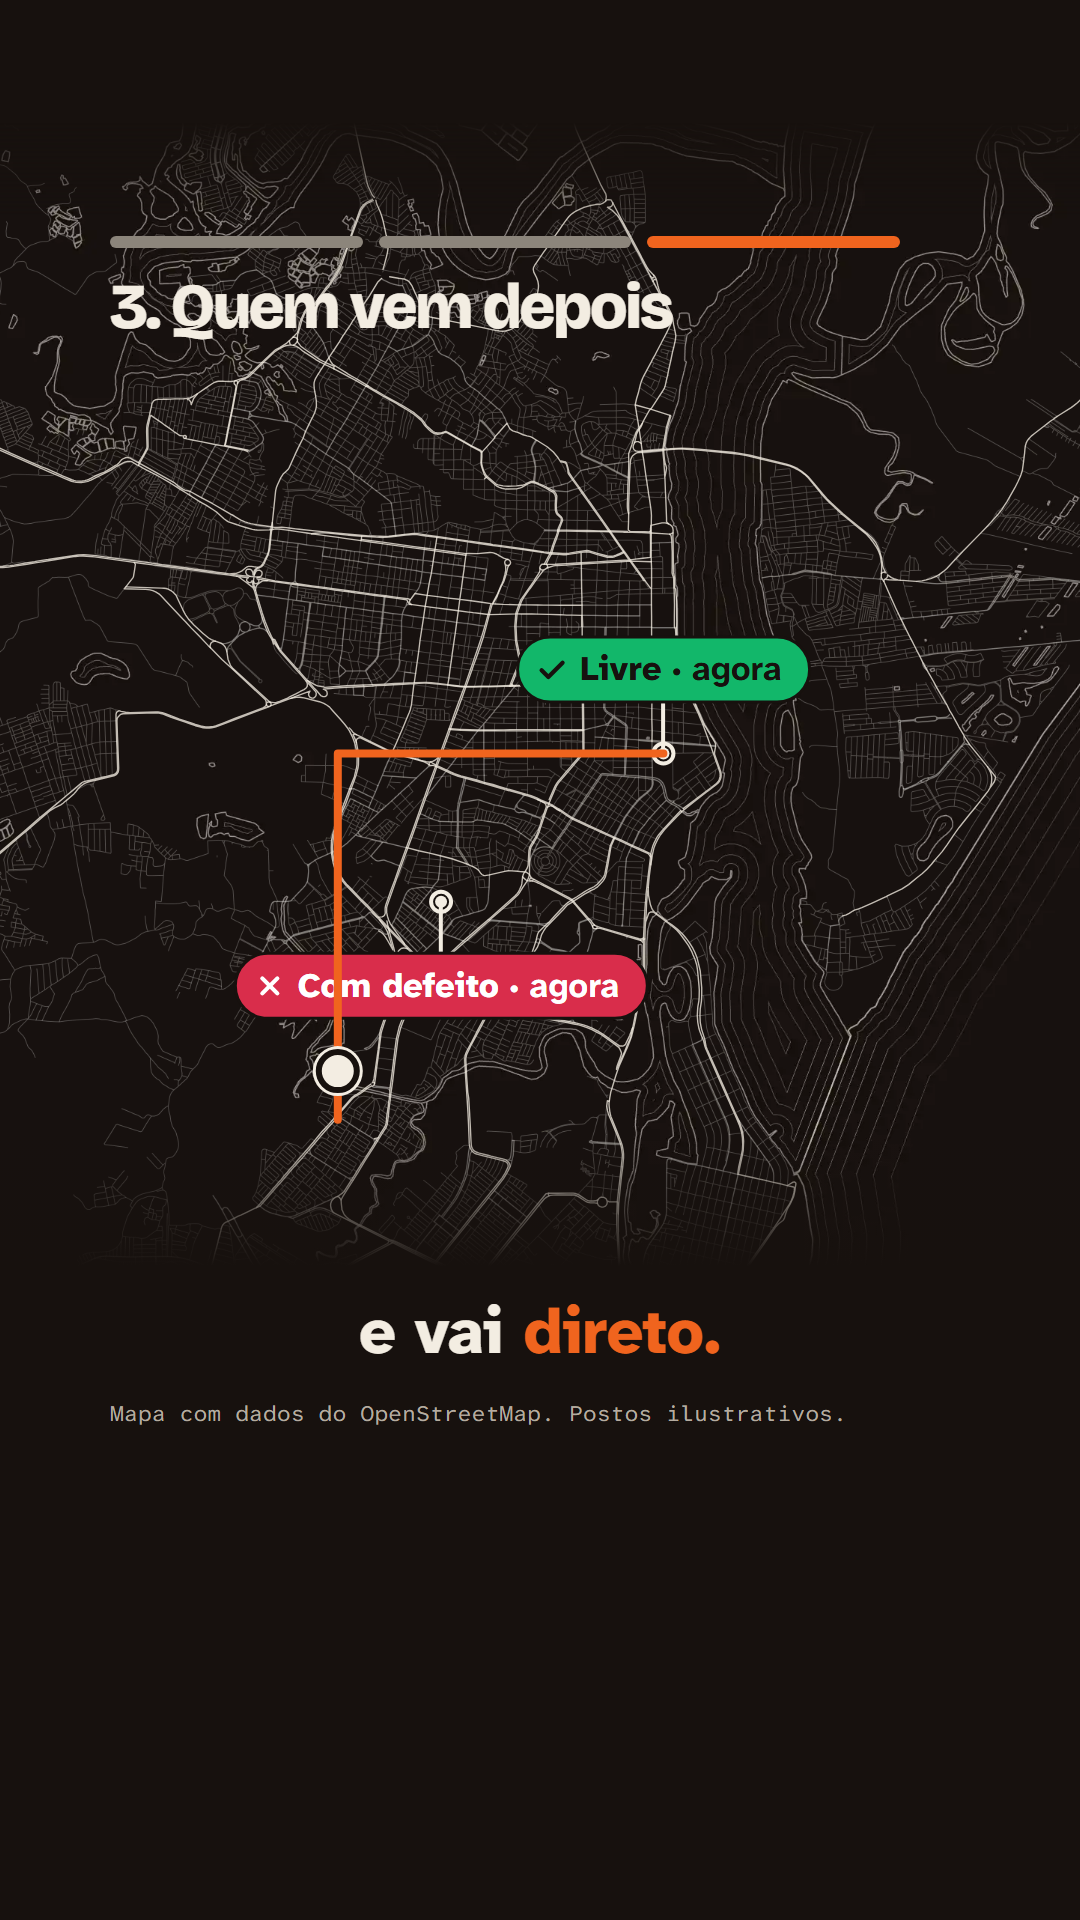 3. Quem vem depois
Livre • agora
Com defeito • agora
e vai direto.
Mapa com dados do OpenStreetMap. Postos ilustrativos.